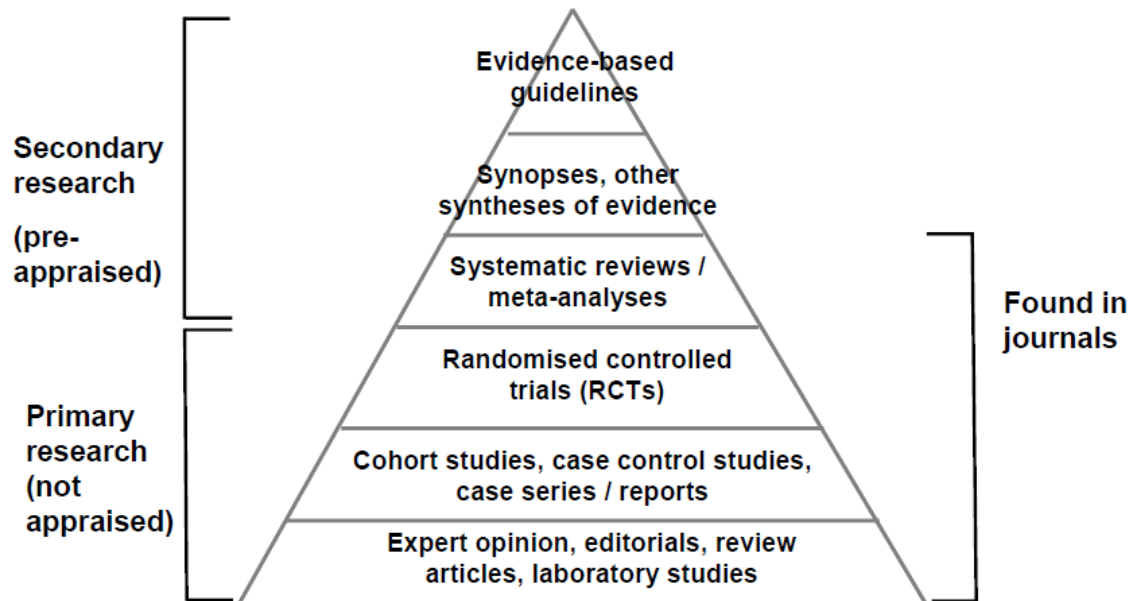 Evidence-based
guidelines
Secondary
research
(pre-
appraised)
Synopses, other
syntheses of evidence
Systematic reviews /
meta-analyses
Found in
journals
Randomised controlled
trials (RCTs)
Primary
research
(not
appraised)
Cohort studies, case control studies,
case series / reports
Expert opinion, editorials, review
articles, laboratory studies